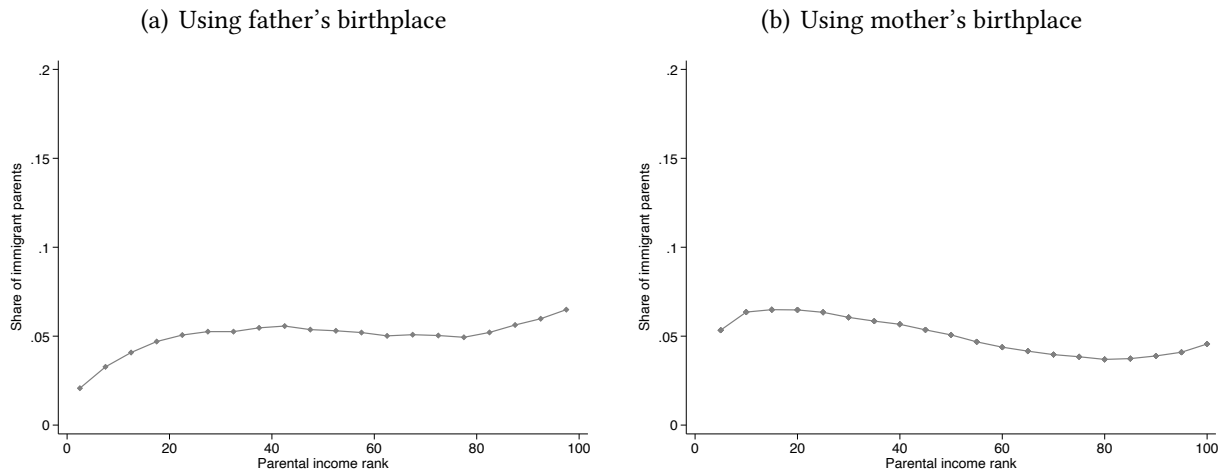 (a) Using father’s birthplace
.2
.15
.1
.05
0
Share of immigrant parents
0 20 40 60 80 100
Parental income rank
(b) Using mother’s birthplace
.2
.15
.1
.05
0
Share of immigrant parents
0 20 40 60 80 100
Parental income rank